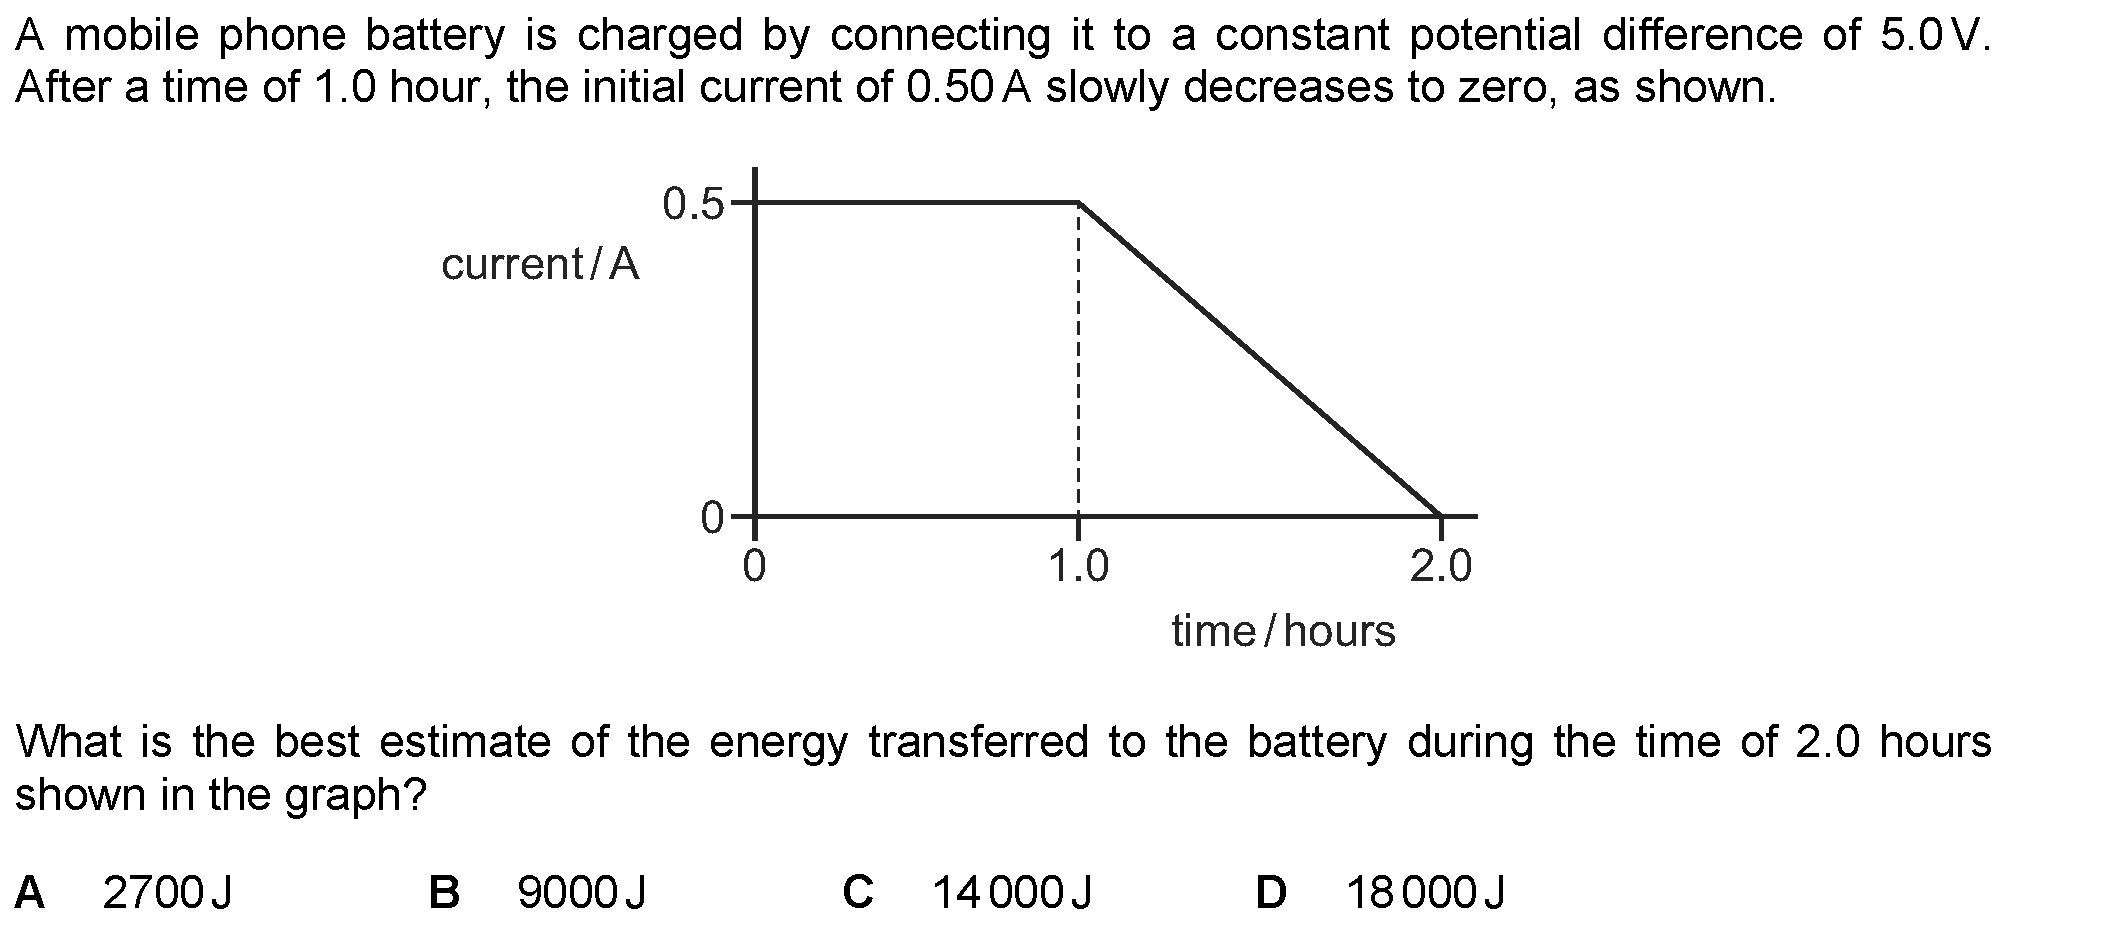 A mobile phone battery is charged by connecting it to a constant potential difference of 5.0 V.
After a time of 1.0 hour, the initial current of 0.50 A slowly decreases to zero, as shown.
0.5
current / A
0
0 1.0 2.0
time / hours
What is the best estimate of the energy transferred to the battery during the time of 2.0 hours
shown in the graph?
A 2700 J B 9000 J C 14 000 J D 18 000 J